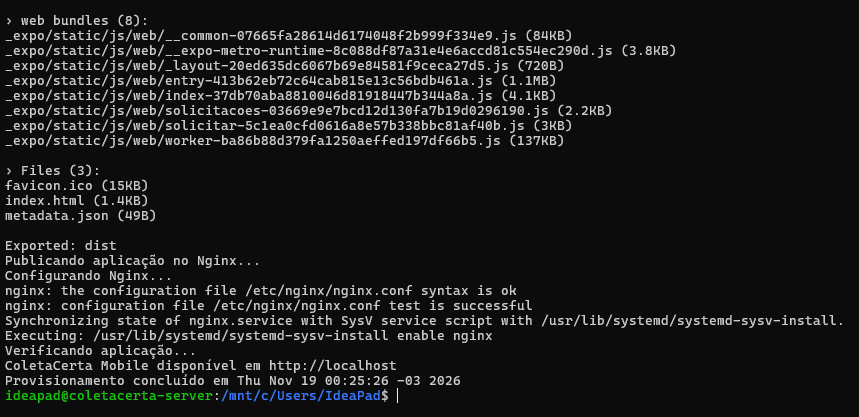 › web bundles (8):
_expo/static/js/web/__common-07665fa28614d6174048f2b999f334e9.js (84KB)
_expo/static/js/web/__expo-metro-runtime-8c088df87a31e4e6accd81c554ec290d.js (3.8KB)
_expo/static/js/web/_layout-20ed635dc6067b69e84581f9ceca27d5.js (720B)
_expo/static/js/web/entry-413b62eb72c64cab815e13c56bdb461a.js (1.1MB)
_expo/static/js/web/index-37db70aba8810046d81918447b344a8a.js (4.1KB)
_expo/static/js/web/solicitacoes-03669e9e7bcd12d130fa7b19d0296190.js (2.2KB)
_expo/static/js/web/solicitar-5c1ea0cfd0616a8e57b338bbc81af40b.js (3KB)
_expo/static/js/web/worker-ba86b88d379fa1250aeffed197df66b5.js (137KB)
› Files (3):
favicon.ico (15KB)
index.html (1.4KB)
metadata.json (49B)
Exported: dist
Publicando aplicação no Nginx...
Configurando Nginx...
nginx: the configuration file /etc/nginx/nginx.conf syntax is ok
nginx: configuration file /etc/nginx/nginx.conf test is successful
Synchronizing state of nginx.service with SysV service script with /usr/lib/systemd/systemd-sysv-install.
Executing: /usr/lib/systemd/systemd-sysv-install enable nginx
Verificando aplicação...
ColetaCerta Mobile disponível em http://localhost
Provisionamento concluído em Thu Nov 19 00:25:26 -03 2026
ideapad@coletacerta-server:/mnt/c/Users/IdeaPad$